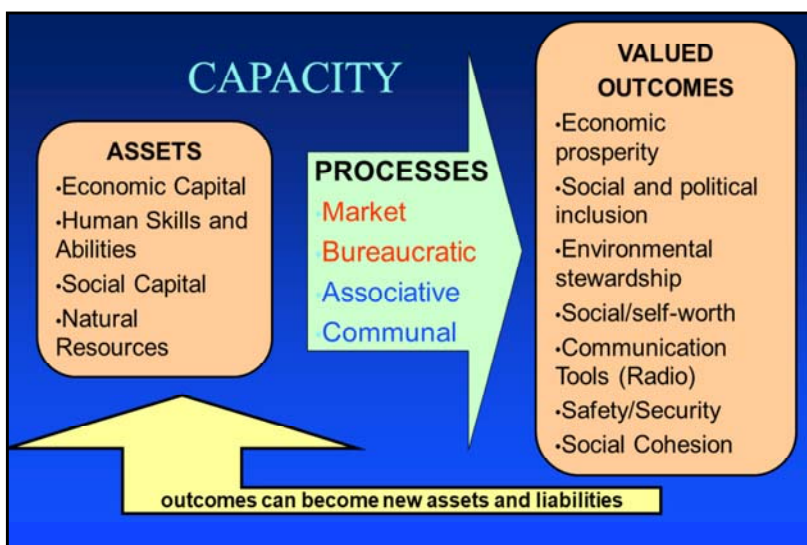 CAPACITY
ASSETS
•Economic Capital
•Human Skills and
Abilities
•Social Capital
•Natural
Resources
PROCESSES
•Market
•Bureaucratic
•Associative
•Communal
VALUED
OUTCOMES
•Economic
prosperity
•Social and political
inclusion
•Environmental
stewardship
•Social/self-worth
•Communication
Tools (Radio)
•Safety/Security
•Social Cohesion
outcomes can become new assets and liabilities